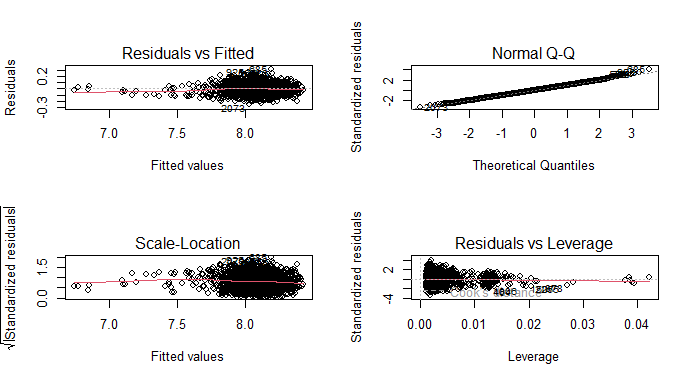 Residuals vs Fitted
Residuals
-0.3 0.2
2973
7.0 7.5 8.0
Fitted values
Normal Q-Q
Standardized residuals
-2 2
-3 -2 -1 0 1 2 3
Theoretical Quantiles
Scale-Location
√|Standardized residuals|
0.0 1.5
7.0 7.5 8.0
Fitted values
Residuals vs Leverage
Standardized residuals
-4 2
Cook's distance
0.00 0.01 0.02 0.03 0.04
Leverage